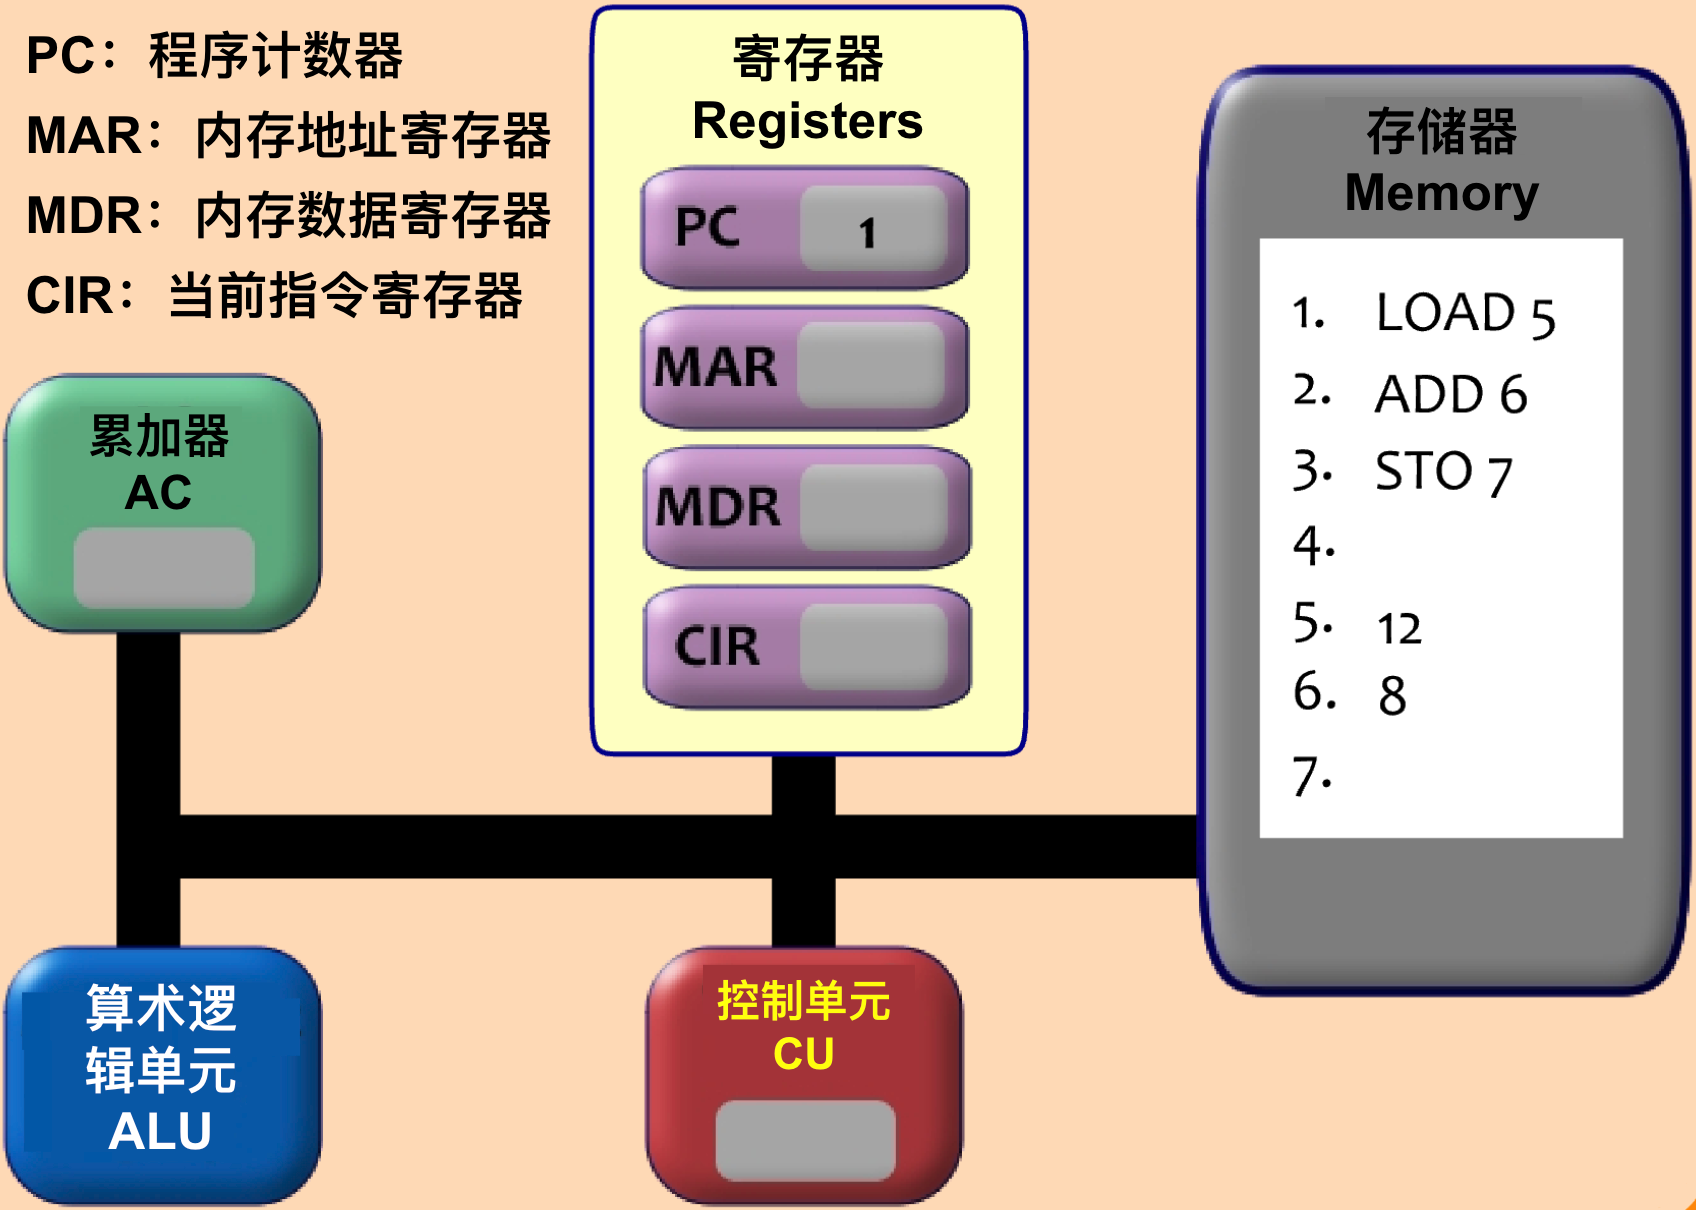 PC：程序计数器
MAR：内存地址寄存器
MDR：内存数据寄存器
CIR：当前指令寄存器
寄存器
Registers
PC 1
MAR
MDR
CIR
存储器
Memory
1. LOAD 5
2. ADD 6
3. STO 7
4.
5. 12
6. 8
7.
累加器
AC
算术逻
辑单元
ALU
控制单元
CU